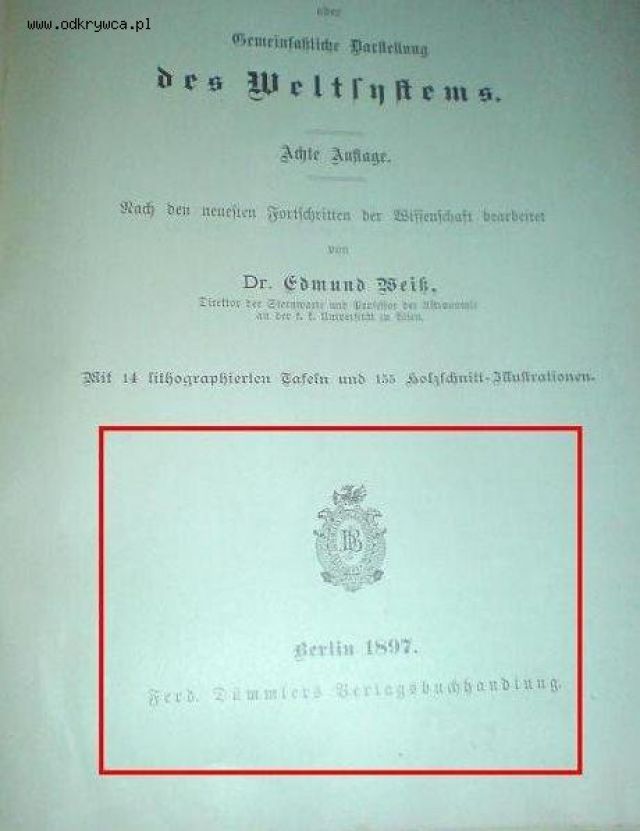 www.odkrywca.pl
oder
Gemeinfaßliche Darstellung
des Weltsystems.
Achte Auflage.
Nach den neuesten Fortschritten der Wissenschaft bearbeitet
von
Dr. Edmund Weiß,
Direktor der Sternwarte und Professor der Astronomie
an der k. k. Universität zu Wien.
Mit 14 lithographierten Tafeln und 155 Holzschnitt-Illustrationen.
Berlin 1897.
Ferd. Dümmlers Verlagsbuchhandlung.